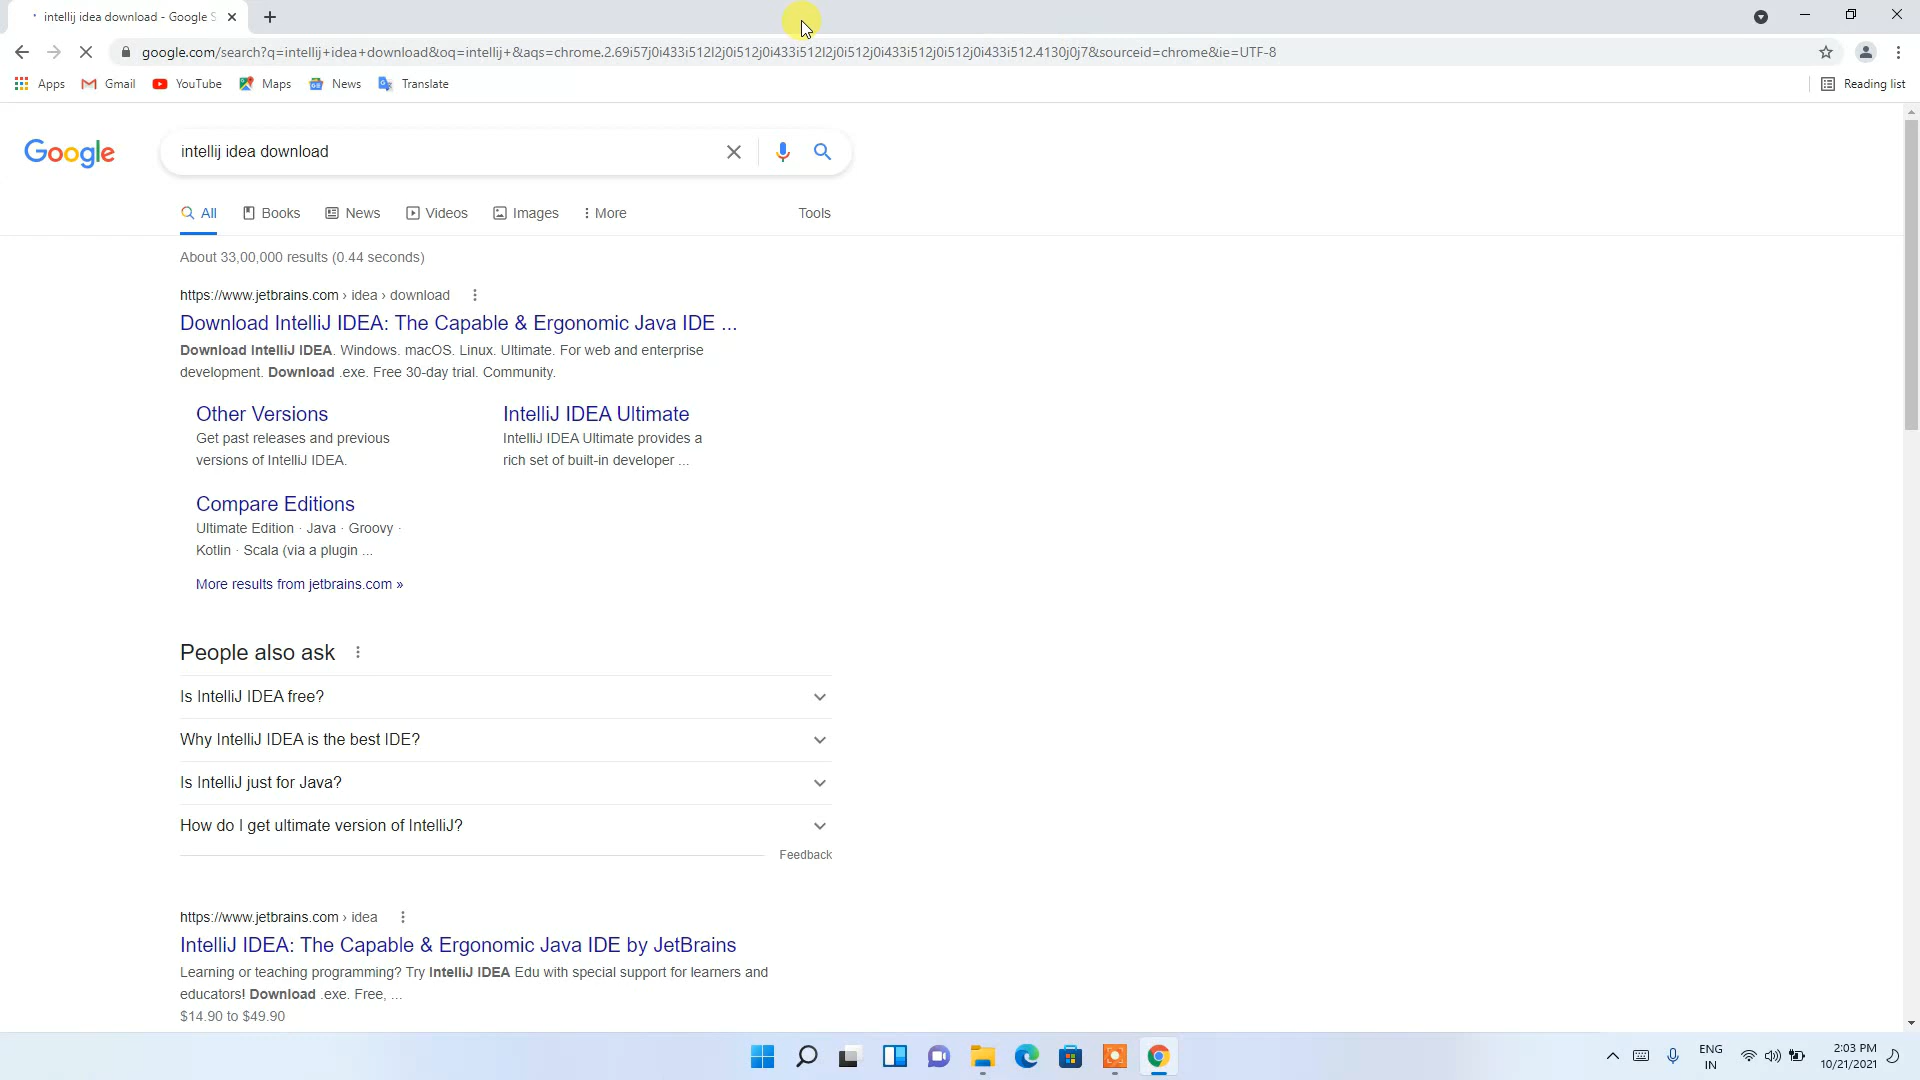 intellij idea download - Google S
google.com/search?q=intellij+idea+download&oq=intellij+&aqs=chrome.2.69i57j0i433i512l2j0i512j0i433i512l2j0i512j0i433i512j0i512j0i433i512.4130j0j7&sourceid=chrome&ie=UTF-8
Apps Gmail YouTube Maps News Translate Reading list
Google intellij idea download
All Books News Videos Images More Tools
About 33,00,000 results (0.44 seconds)
https://www.jetbrains.com › idea › download
Download IntelliJ IDEA: The Capable & Ergonomic Java IDE ...
Download IntelliJ IDEA. Windows. macOS. Linux. Ultimate. For web and enterprise
development. Download .exe. Free 30-day trial. Community.
Other Versions
Get past releases and previous
versions of IntelliJ IDEA.
IntelliJ IDEA Ultimate
IntelliJ IDEA Ultimate provides a
rich set of built-in developer ...
Compare Editions
Ultimate Edition · Java · Groovy ·
Kotlin · Scala (via a plugin ...
More results from jetbrains.com »
People also ask
Is IntelliJ IDEA free?
Why IntelliJ IDEA is the best IDE?
Is IntelliJ just for Java?
How do I get ultimate version of IntelliJ?
Feedback
https://www.jetbrains.com › idea
IntelliJ IDEA: The Capable & Ergonomic Java IDE by JetBrains
Learning or teaching programming? Try IntelliJ IDEA Edu with special support for learners and
educators! Download .exe. Free, ...
$14.90 to $49.90
ENG
IN
2:03 PM
10/21/2021